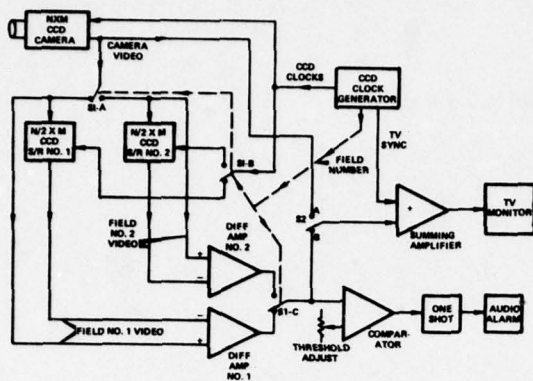 NXM
CCD
CAMERA
CAMERA
VIDEO
CCD
CLOCKS
CCD
CLOCK
GENERATOR
S1-A
TV
SYNC
N/2 X M
CCD
S/R NO. 1
N/2 X M
CCD
S/R NO. 2
S1-B
FIELD
NUMBER
S2
A
B
+
SUMMING
AMPLIFIER
TV
MONITOR
FIELD
NO. 2
VIDEO
DIFF
AMP
NO. 2
+
−
S1-C
FIELD NO. 1 VIDEO
−
+
DIFF
AMP
NO. 1
THRESHOLD
ADJUST
COMPAR-
ATOR
ONE
SHOT
AUDIO
ALARM